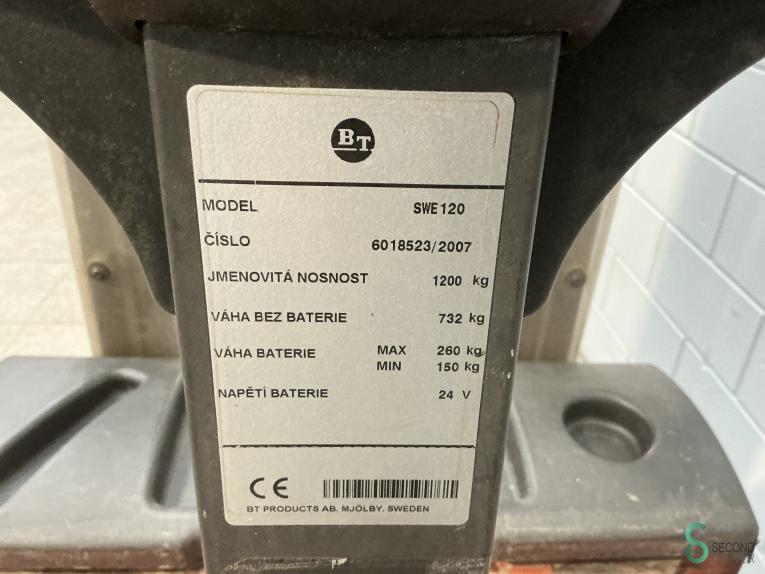 BT
MODEL SWE120
ČÍSLO 6018523/2007
JMENOVITÁ NOSNOST 1200 kg
VÁHA BEZ BATERIE 732 kg
VÁHA BATERIE MAX 260 kg
MIN 150 kg
NAPĚTÍ BATERIE 24 V
CE
BT PRODUCTS AB. MJÖLBY. SWEDEN
SECOND